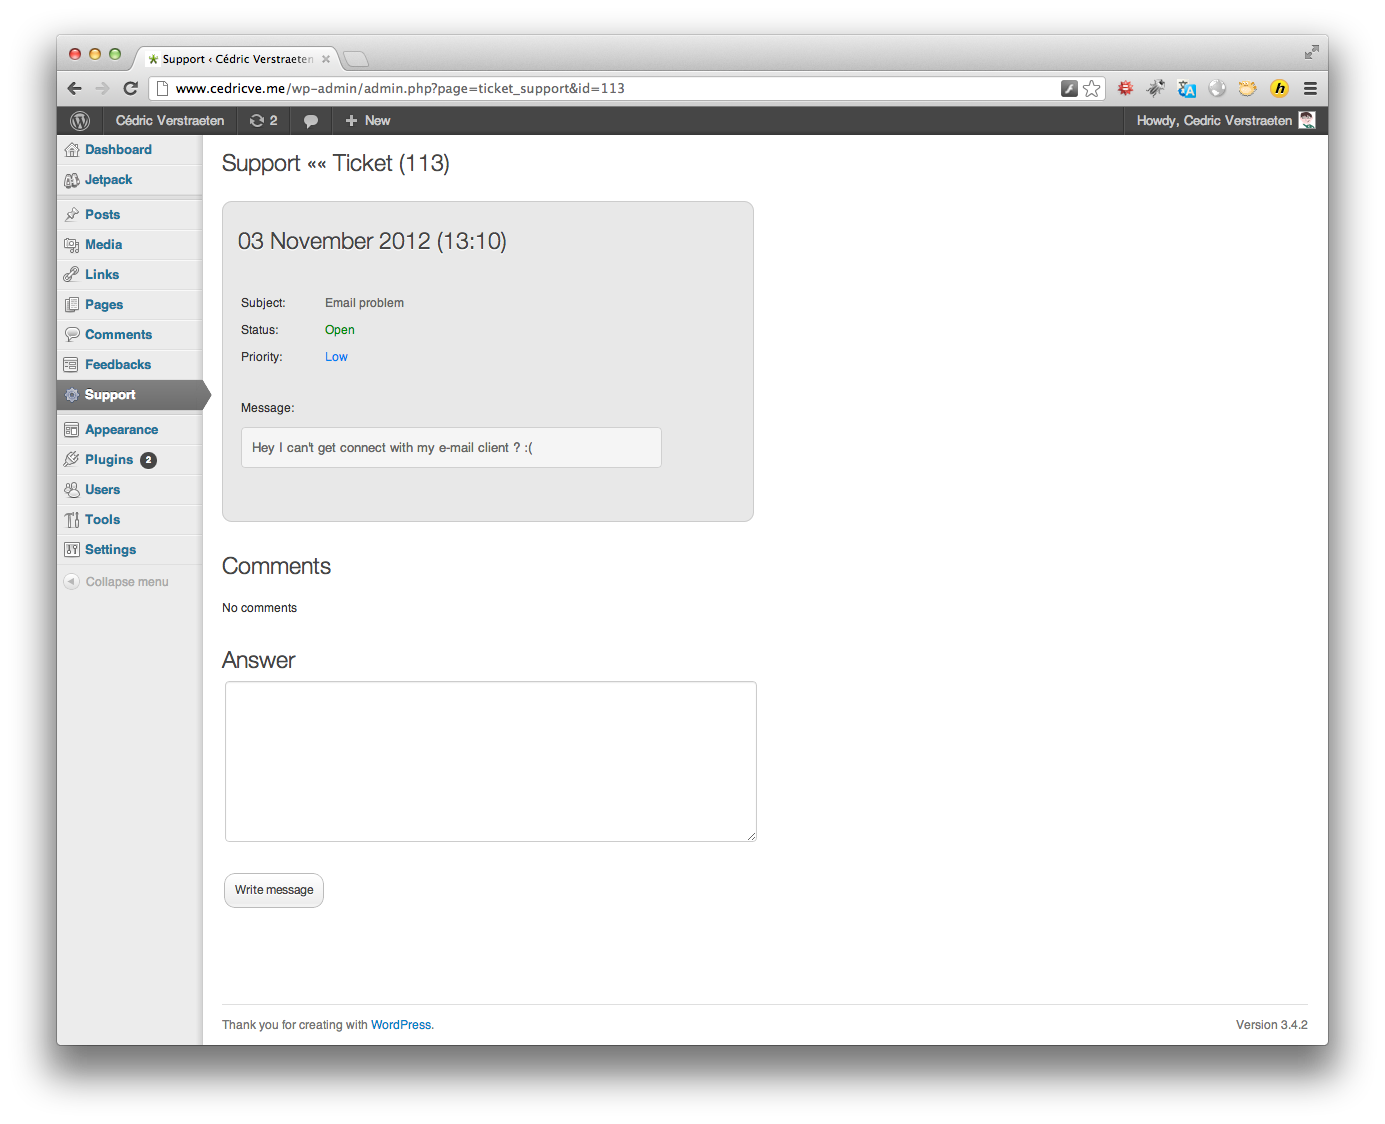 Support ‹ Cédric Verstraeten
www.cedricve.me/wp-admin/admin.php?page=ticket_support&id=113
Cédric Verstraeten 2 + New Howdy, Cedric Verstraeten
Dashboard
Jetpack
Posts
Media
Links
Pages
Comments
Feedbacks
Support
Appearance
Plugins 2
Users
Tools
Settings
Collapse menu
Support «« Ticket (113)
03 November 2012 (13:10)
Subject: Email problem
Status: Open
Priority: Low
Message:
Hey I can't get connect with my e-mail client ? :(
Comments
No comments
Answer
Write message
Thank you for creating with WordPress.
Version 3.4.2